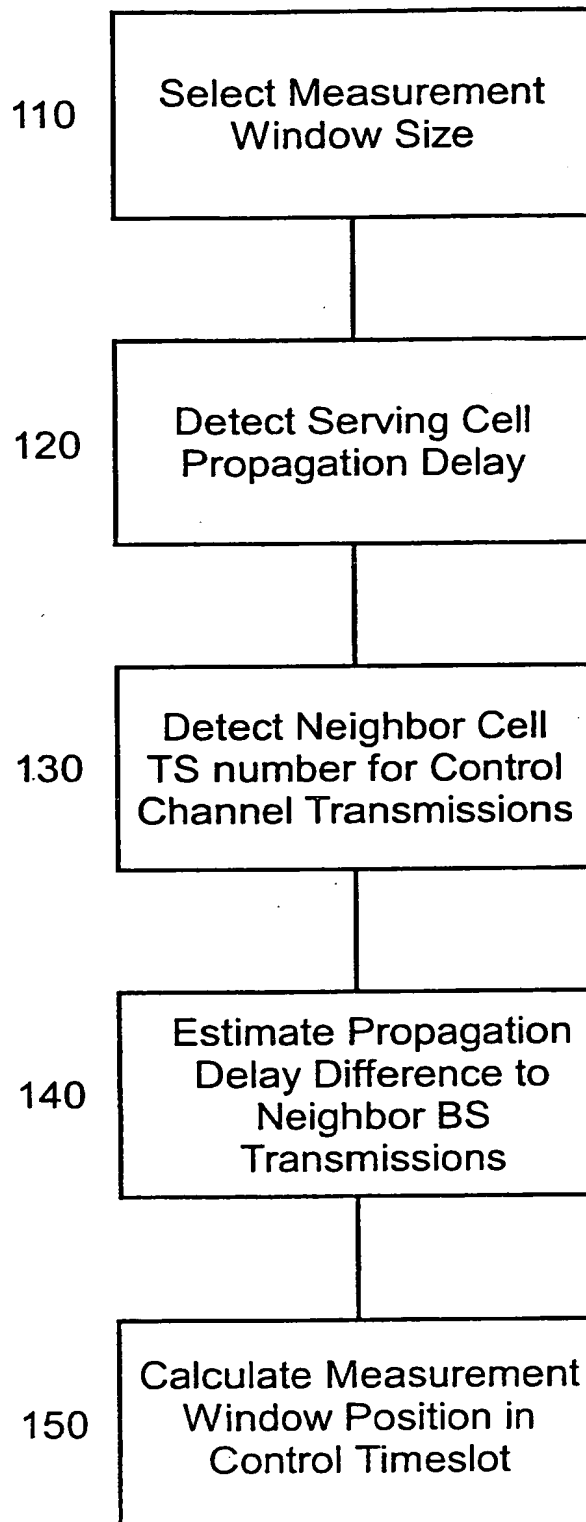 110
Select Measurement
Window Size
120
Detect Serving Cell
Propagation Delay
130
Detect Neighbor Cell
TS number for Control
Channel Transmissions
140
Estimate Propagation
Delay Difference to
Neighbor BS
Transmissions
150
Calculate Measurement
Window Position in
Control Timeslot